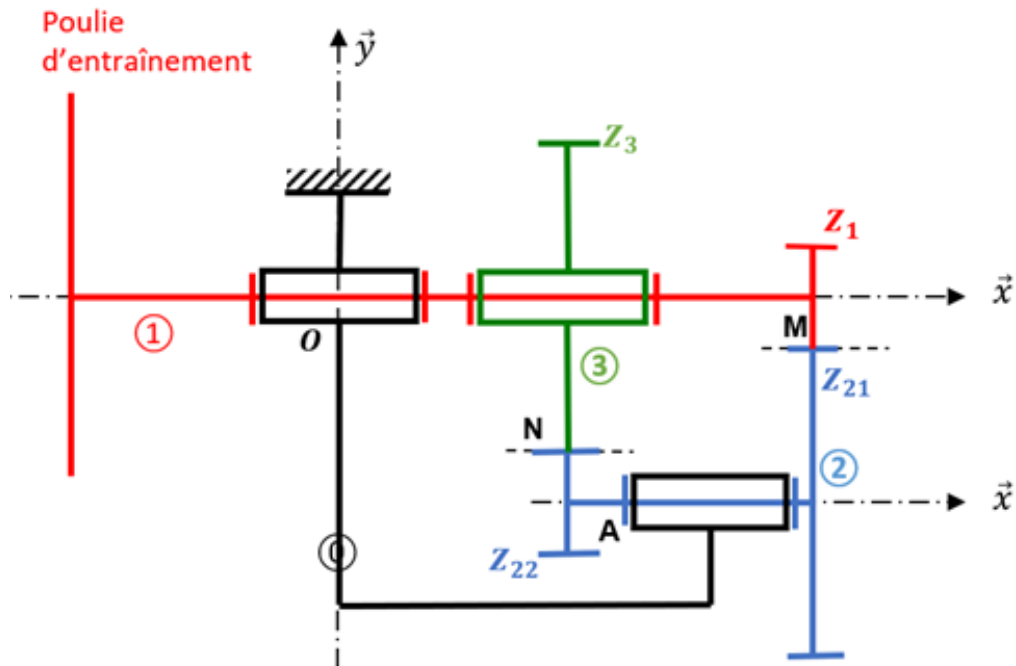 Poulie
d'entraînement
y⃗
Z₃
Z₁
x⃗
①
O
M
③
Z₂₁
N
②
x⃗
A
Z₂₂
⓪